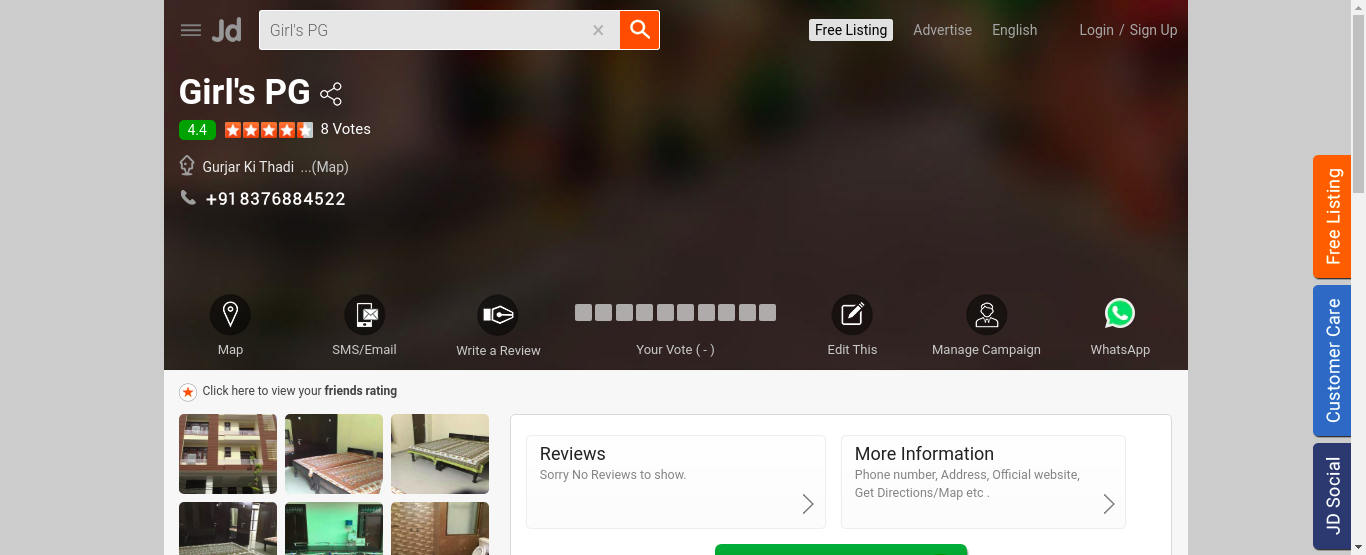 Jd
Girl's PG
Free Listing
Advertise
English
Login / Sign Up
Girl's PG
4.4
8 Votes
Gurjar Ki Thadi ...(Map)
+918376884522
Map
SMS/Email
Write a Review
Your Vote ( - )
Edit This
Manage Campaign
WhatsApp
Click here to view your friends rating
Reviews
Sorry No Reviews to show.
More Information
Phone number, Address, Official website,
Get Directions/Map etc .
Free Listing
Customer Care
JD Social